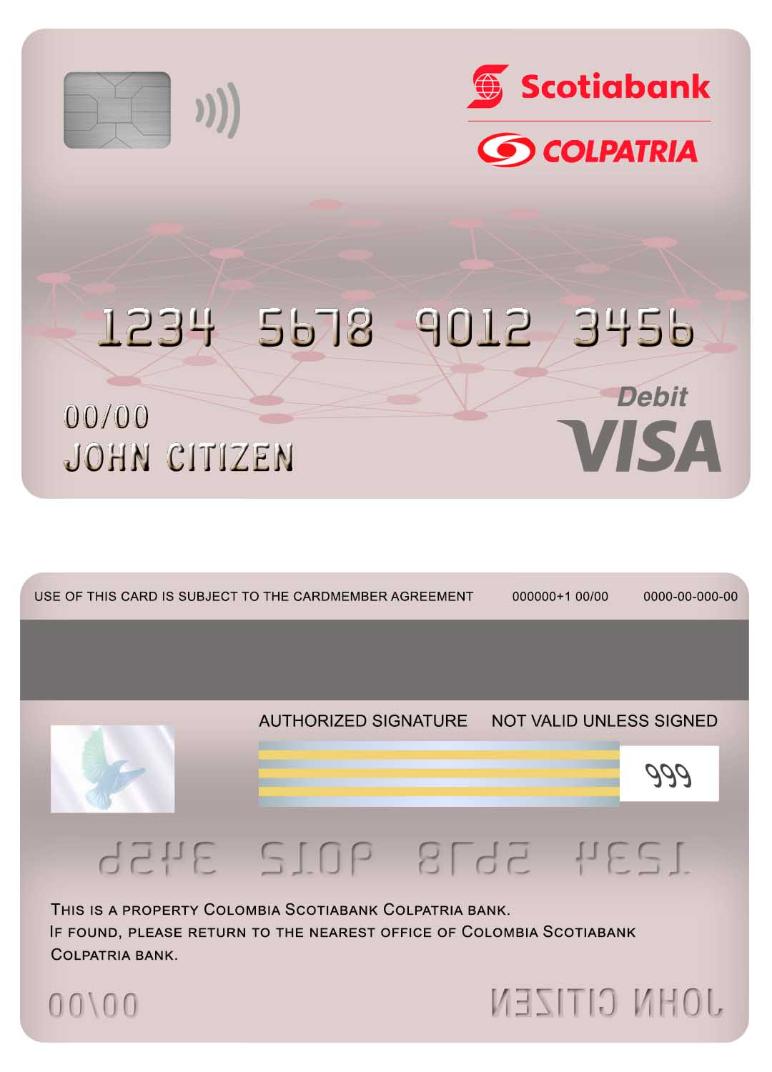 Scotiabank
COLPATRIA
1234 5678 9012 3456
Debit
00/00
VISA
JOHN CITIZEN
USE OF THIS CARD IS SUBJECT TO THE CARDMEMBER AGREEMENT 000000+1 00/00 0000-00-000-00
AUTHORIZED SIGNATURE NOT VALID UNLESS SIGNED
999
1234 5678 9012 3456
THIS IS A PROPERTY COLOMBIA SCOTIABANK COLPATRIA BANK.
IF FOUND, PLEASE RETURN TO THE NEAREST OFFICE OF COLOMBIA SCOTIABANK
COLPATRIA BANK.
00/00 JOHN CITIZEN